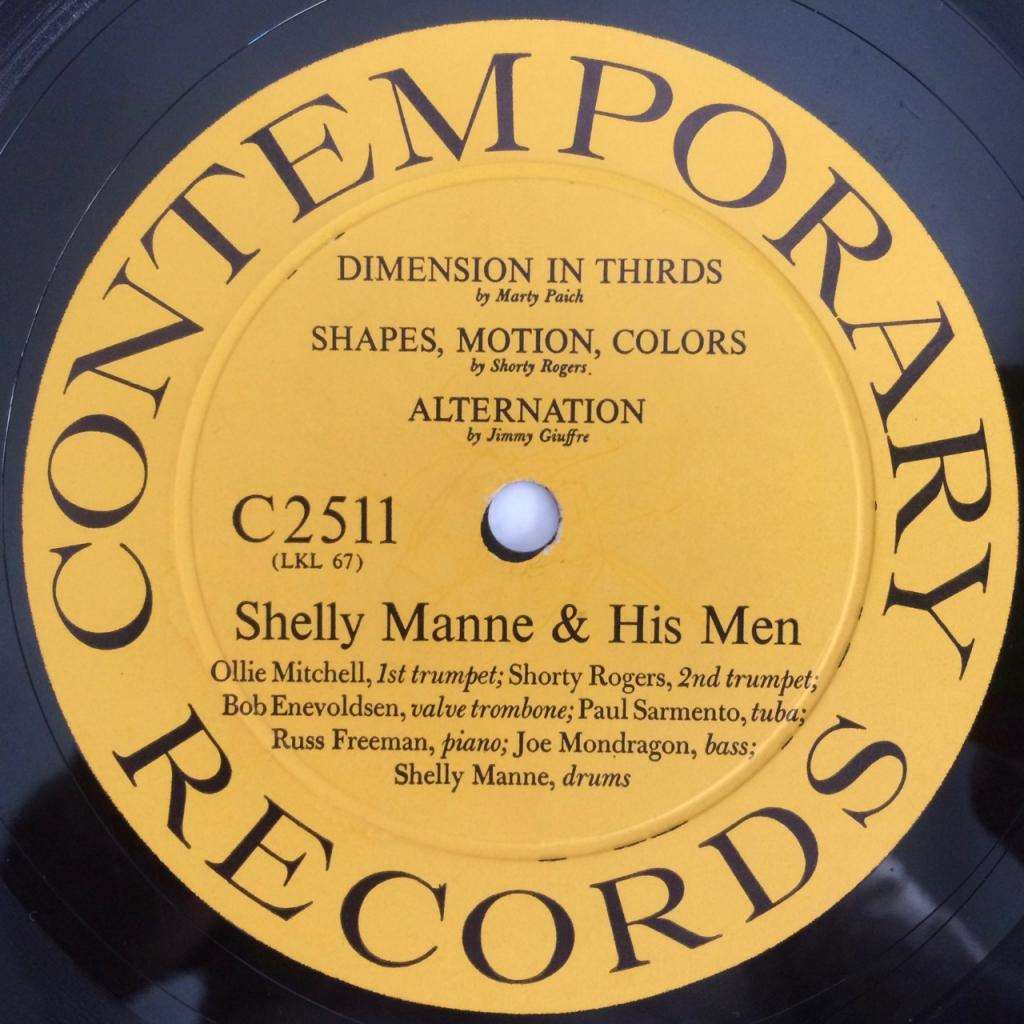 CONTEMPORARY
DIMENSION IN THIRDS
by Marty Paich
SHAPES, MOTION, COLORS
by Shorty Rogers.
ALTERNATION
by Jimmy Giuffre
C2511
(LKL 67)
Shelly Manne & His Men
Ollie Mitchell, 1st trumpet; Shorty Rogers, 2nd trumpet;
Bob Enevoldsen, valve trombone; Paul Sarmento, tuba;
Russ Freeman, piano; Joe Mondragon, bass;
Shelly Manne, drums
RECORDS